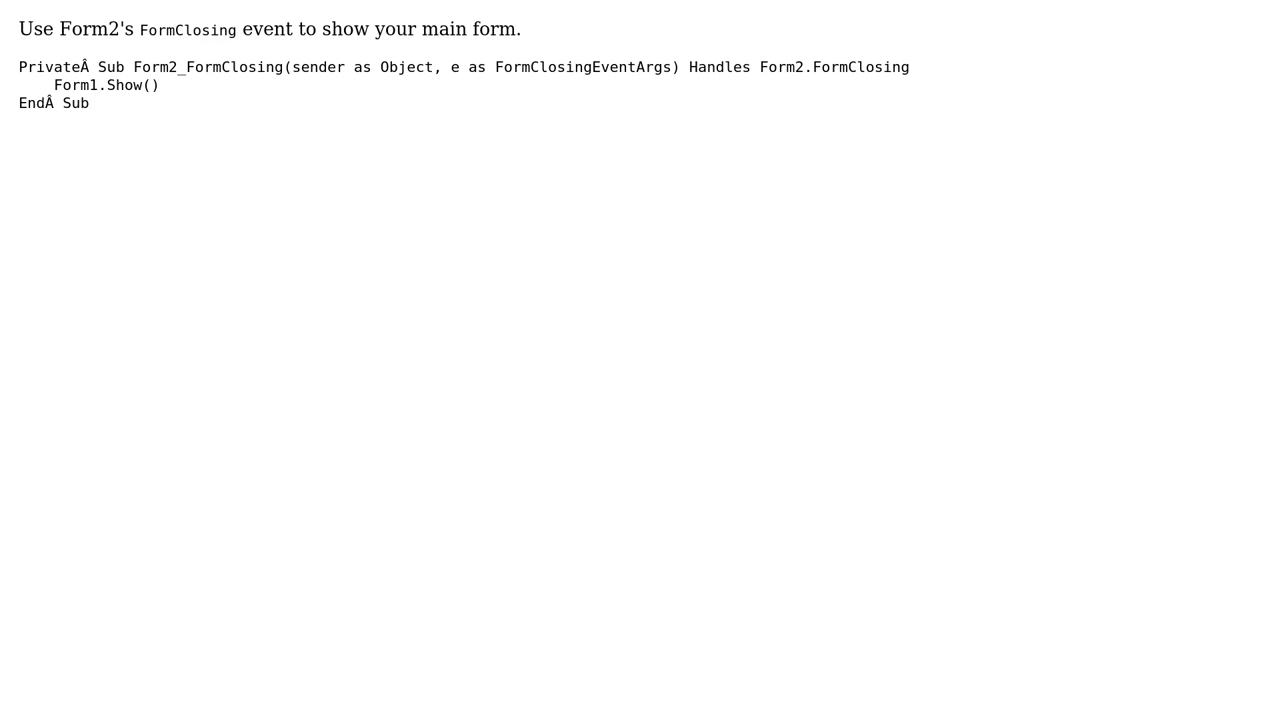 Use Form2's FormClosing event to show your main form.
PrivateÂ Sub Form2_FormClosing(sender as Object, e as FormClosingEventArgs) Handles Form2.FormClosing
    Form1.Show()
EndÂ Sub